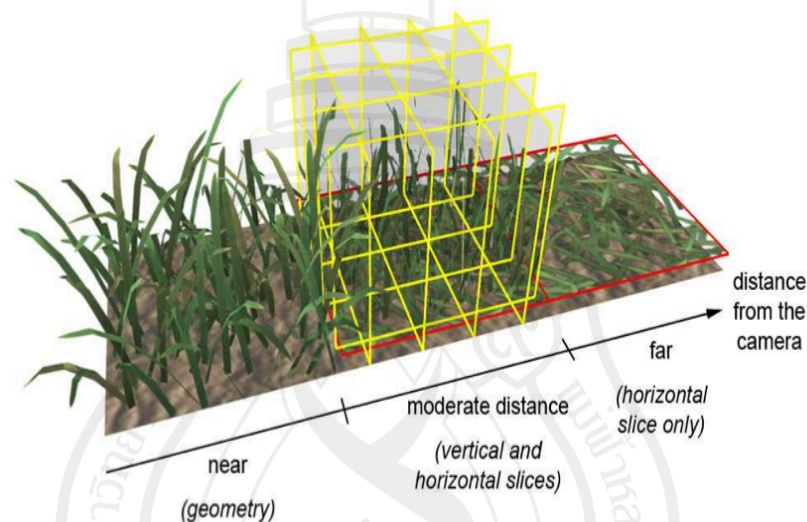 distance
from the
camera
far
(horizontal
slice only)
moderate distance
(vertical and
horizontal slices)
near
(geometry)